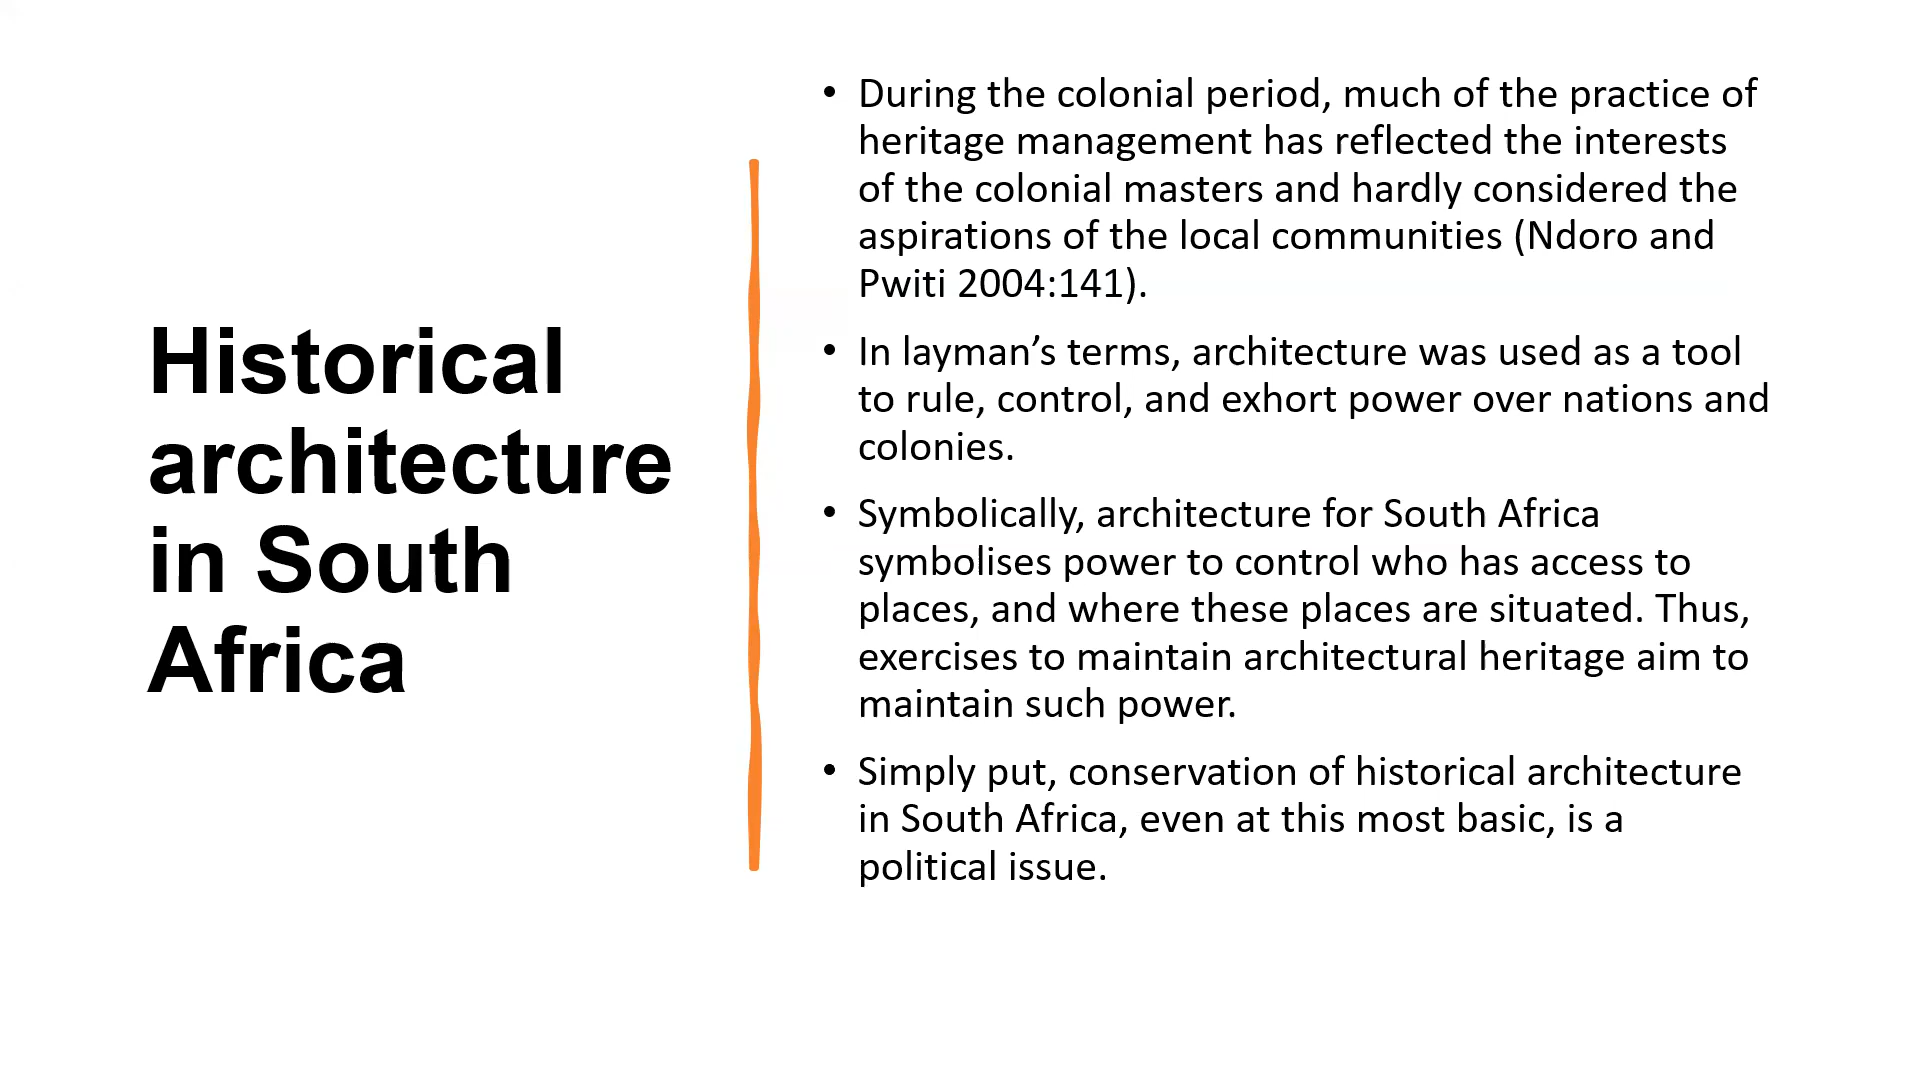 Historical
architecture
in South
Africa
• During the colonial period, much of the practice of
heritage management has reflected the interests
of the colonial masters and hardly considered the
aspirations of the local communities (Ndoro and
Pwiti 2004:141).
• In layman’s terms, architecture was used as a tool
to rule, control, and exhort power over nations and
colonies.
• Symbolically, architecture for South Africa
symbolises power to control who has access to
places, and where these places are situated. Thus,
exercises to maintain architectural heritage aim to
maintain such power.
• Simply put, conservation of historical architecture
in South Africa, even at this most basic, is a
political issue.